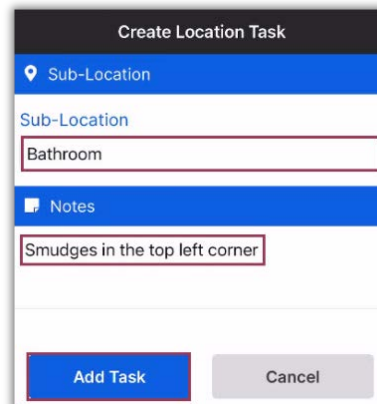 Create Location Task
Sub-Location
Sub-Location
Bathroom
Notes
Smudges in the top left corner
Add Task Cancel